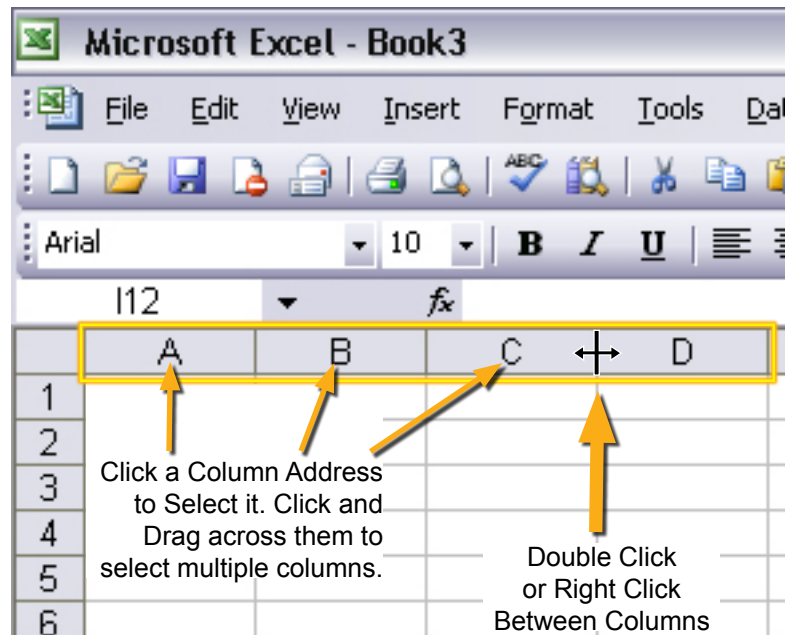 Microsoft Excel - Book3
File Edit View Insert Format Tools Dat
ABC
Arial 10 B I U
I12 fx
A B C D
1
2
3
4
5
6
Click a Column Address
to Select it. Click and
Drag across them to
select multiple columns.
Double Click
or Right Click
Between Columns